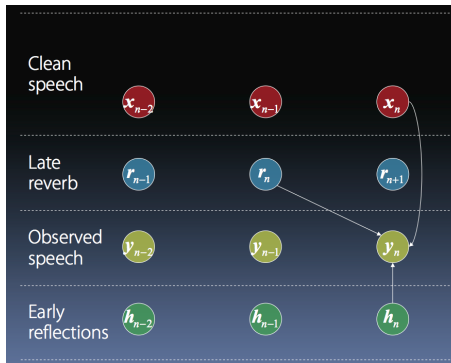 Clean
speech
x_{n-2} x_{n-1} x_n
Late
reverb
r_{n-1} r_n r_{n+1}
Observed
speech
y_{n-2} y_{n-1} y_n
Early
reflections
h_{n-2} h_{n-1} h_n